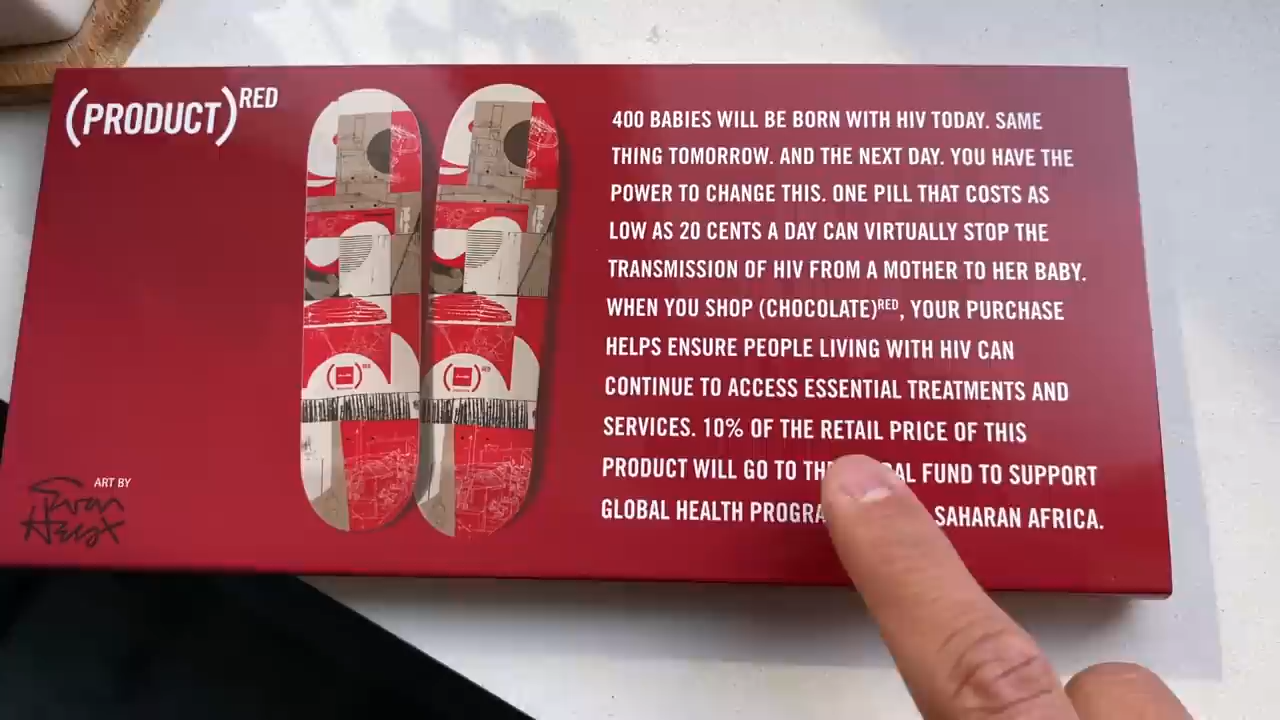 (PRODUCT)RED
400 BABIES WILL BE BORN WITH HIV TODAY. SAME
THING TOMORROW. AND THE NEXT DAY. YOU HAVE THE
POWER TO CHANGE THIS. ONE PILL THAT COSTS AS
LOW AS 20 CENTS A DAY CAN VIRTUALLY STOP THE
TRANSMISSION OF HIV FROM A MOTHER TO HER BABY.
WHEN YOU SHOP (CHOCOLATE)RED, YOUR PURCHASE
HELPS ENSURE PEOPLE LIVING WITH HIV CAN
CONTINUE TO ACCESS ESSENTIAL TREATMENTS AND
SERVICES. 10% OF THE RETAIL PRICE OF THIS
PRODUCT WILL GO TO THE FUND TO SUPPORT
GLOBAL HEALTH SAHARAN AFRICA.
ART BY